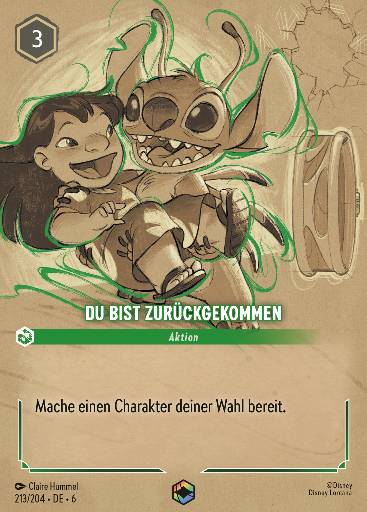 3
DU BIST ZURÜCKGEKOMMEN
Aktion
Mache einen Charakter deiner Wahl bereit.
Claire Hummel
213/204 • DE • 6
©Disney
Disney Lorcana